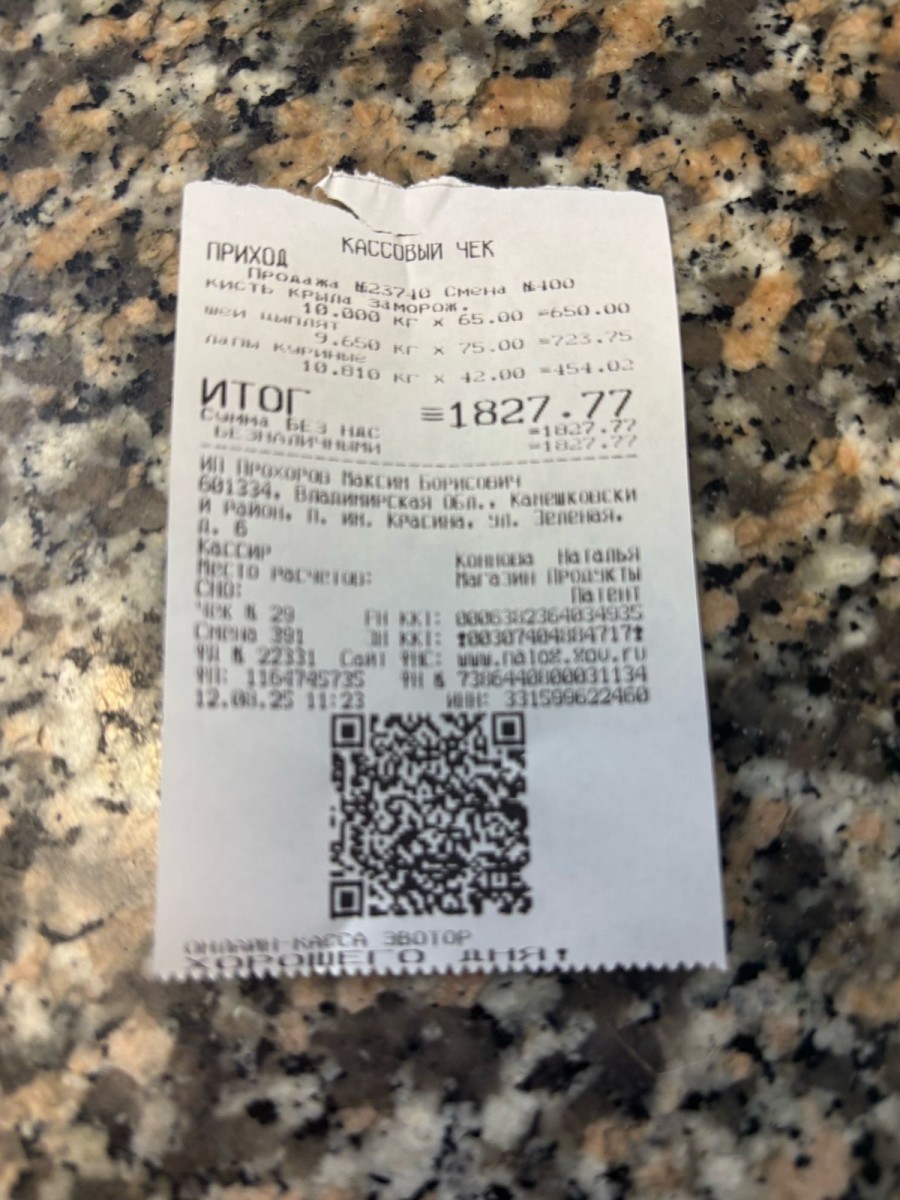 КАССОВЫЙ ЧЕК
ПРИХОД
Продажа №23740 Смена №400
кисть крыла заморож.
10.000 кг x 65.00 =650.00
шеи цыплят
9.650 кг x 75.00 =723.75
лапы куриные
10.810 кг x 42.00 =454.02
ИТОГ =1827.77
Сумма БЕЗ НДС =1827.77
БЕЗНАЛИЧНЫМИ =1827.77
ИП Прохоров Максим Борисович
601334, Владимирская Обл., Камешковски
й район, п. им. Красина, ул. Зеленая,
д. 6
Кассир Коннова Наталья
Место расчетов: Магазин Продукты
СНО: Патент
Чек № 29 РН ККТ: 0006382364034935
Смена 391 ЗН ККТ: 00307404884717
ФД № 22331 Сайт ФНС: www.nalog.gov.ru
ФП: 1164745735 ФН № 7386440800031134
12.08.25 11:23 ИНН: 331599622460
ОНЛАЙН-КАССА ЭВОТОР
ХОРОШЕГО ДНЯ!